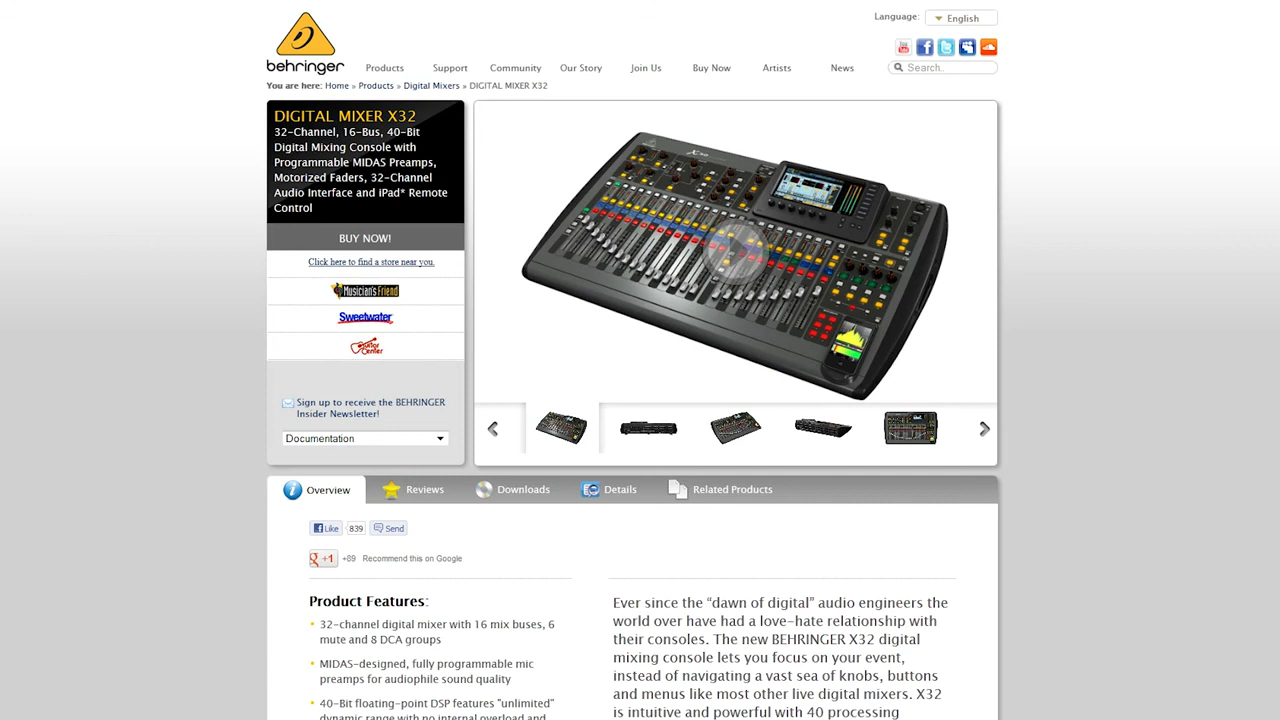 Language:
English
behringer
Products
Support
Community
Our Story
Join Us
Buy Now
Artists
News
Search..
You are here: Home » Products » Digital Mixers » DIGITAL MIXER X32
DIGITAL MIXER X32
32-Channel, 16-Bus, 40-Bit
Digital Mixing Console with
Programmable MIDAS Preamps,
Motorized Faders, 32-Channel
Audio Interface and iPad* Remote
Control
BUY NOW!
Click here to find a store near you.
Musician's Friend
Sweetwater
Guitar
Center
Sign up to receive the BEHRINGER
Insider Newsletter!
Documentation
Overview
Reviews
Downloads
Details
Related Products
Like
839
Send
+1
+89
Recommend this on Google
Product Features:
32-channel digital mixer with 16 mix buses, 6
mute and 8 DCA groups
MIDAS-designed, fully programmable mic
preamps for audiophile sound quality
40-Bit floating-point DSP features "unlimited"
dynamic range with no internal overload and
Ever since the “dawn of digital” audio engineers the
world over have had a love-hate relationship with
their consoles. The new BEHRINGER X32 digital
mixing console lets you focus on your event,
instead of navigating a vast sea of knobs, buttons
and menus like most other live digital mixers. X32
is intuitive and powerful with 40 processing